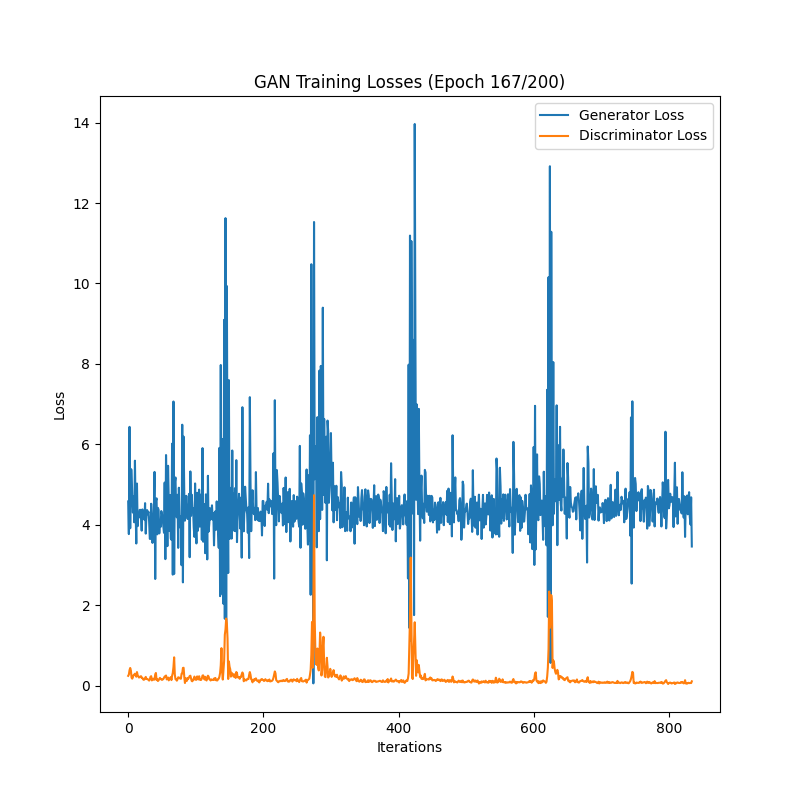 GAN Training Losses (Epoch 167/200)
Generator Loss
Discriminator Loss
14
12
10
8
6
4
2
0
Loss
0 200 400 600 800
Iterations